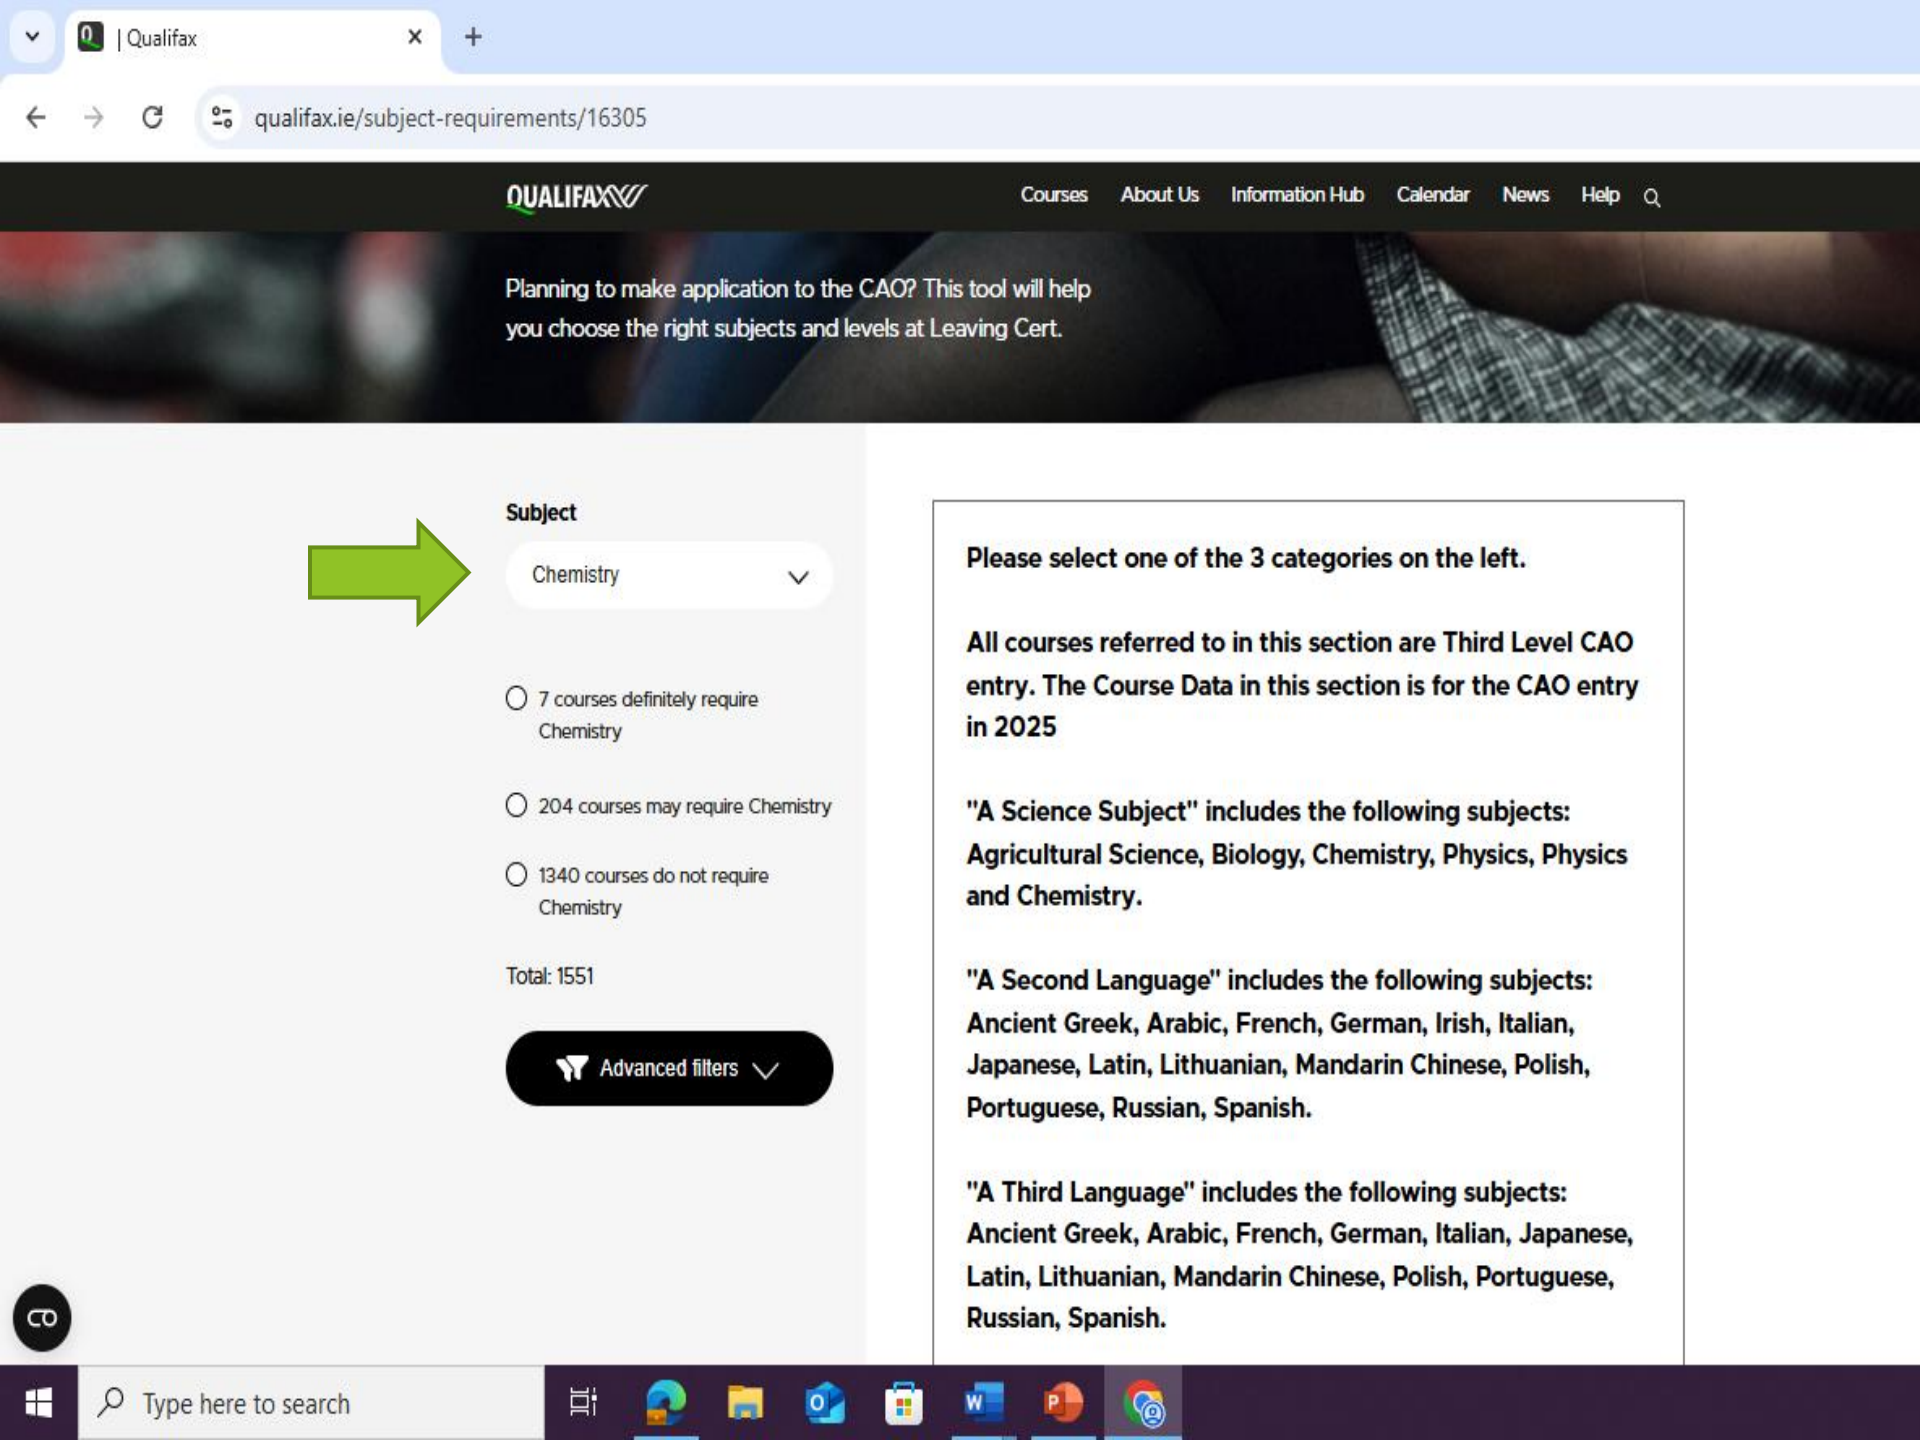 | Qualifax
qualifax.ie/subject-requirements/16305
QUALIFAX
Courses About Us Information Hub Calendar News Help
Planning to make application to the CAO? This tool will help
you choose the right subjects and levels at Leaving Cert.
Subject
Chemistry
7 courses definitely require
Chemistry
204 courses may require Chemistry
1340 courses do not require
Chemistry
Total: 1551
Advanced filters
Please select one of the 3 categories on the left.
All courses referred to in this section are Third Level CAO
entry. The Course Data in this section is for the CAO entry
in 2025
"A Science Subject" includes the following subjects:
Agricultural Science, Biology, Chemistry, Physics, Physics
and Chemistry.
"A Second Language" includes the following subjects:
Ancient Greek, Arabic, French, German, Irish, Italian,
Japanese, Latin, Lithuanian, Mandarin Chinese, Polish,
Portuguese, Russian, Spanish.
"A Third Language" includes the following subjects:
Ancient Greek, Arabic, French, German, Italian, Japanese,
Latin, Lithuanian, Mandarin Chinese, Polish, Portuguese,
Russian, Spanish.
Type here to search